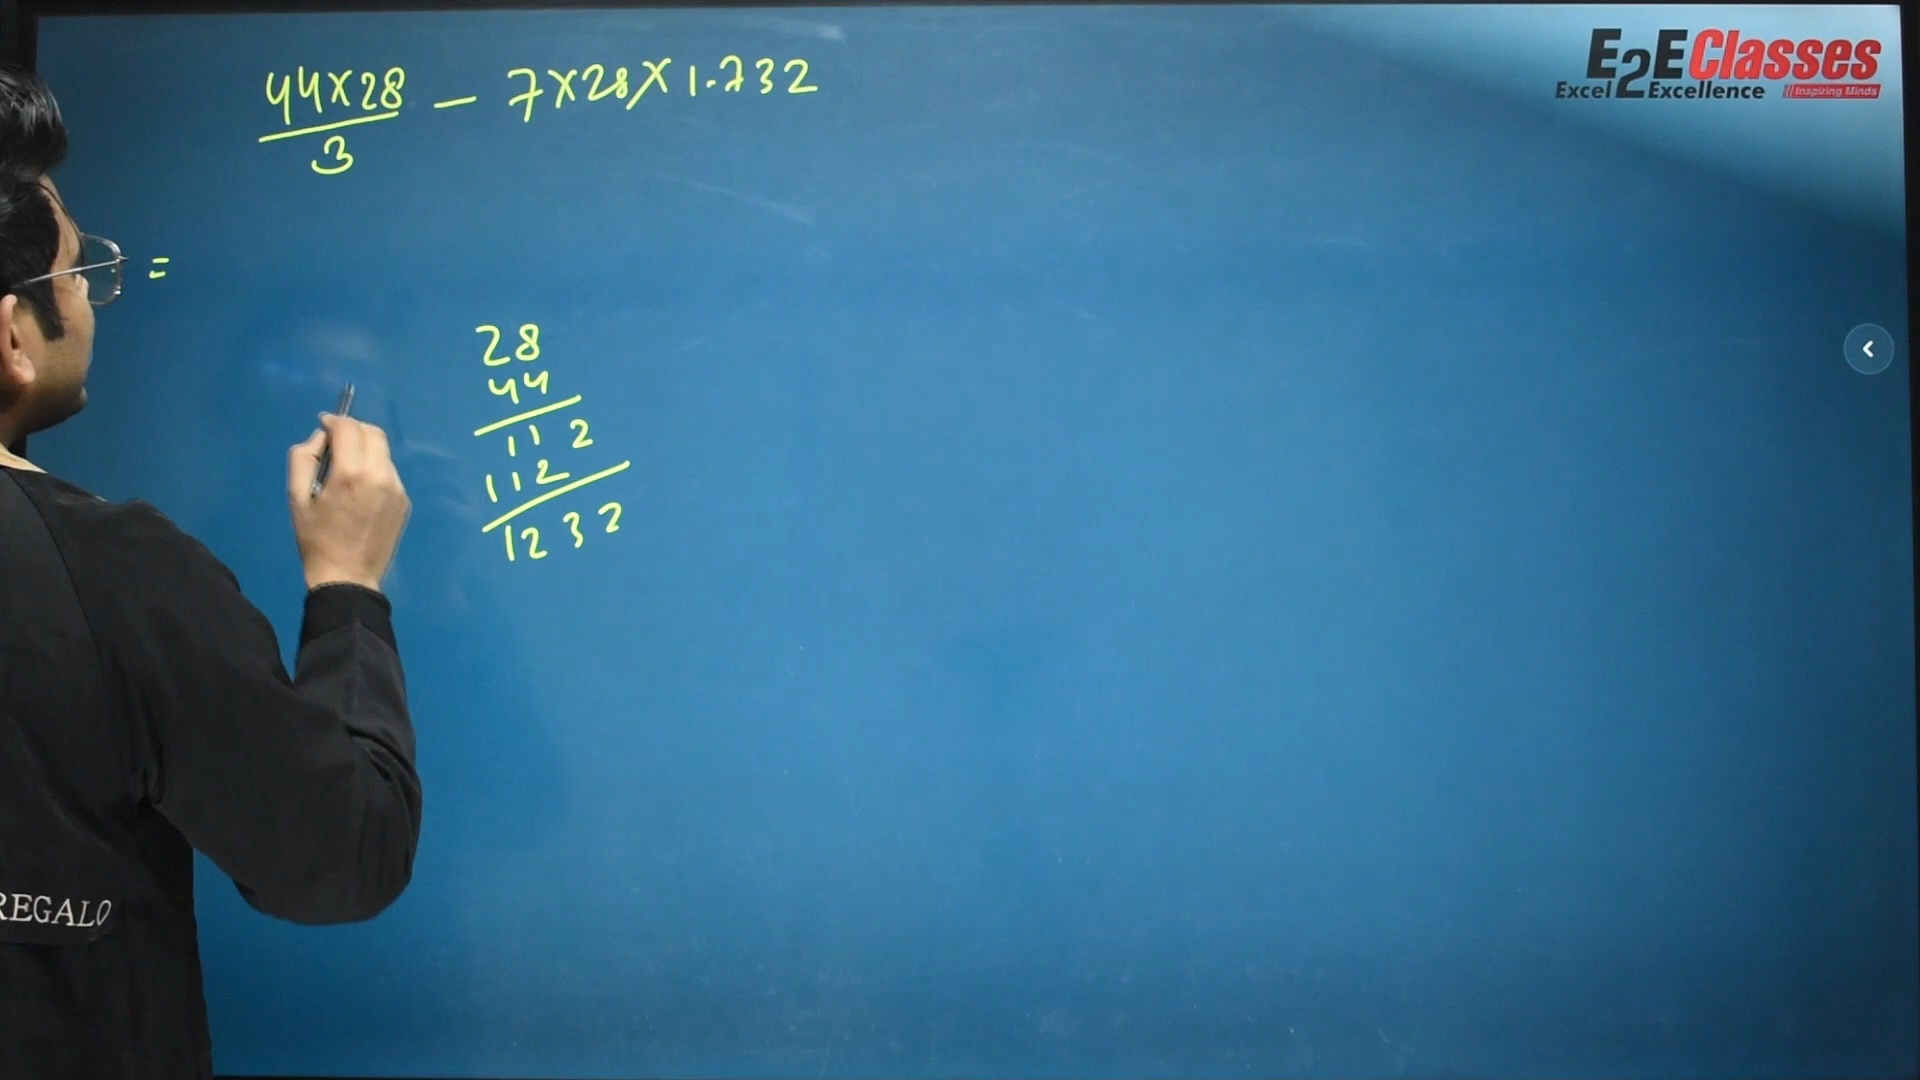 E2E Classes
Excel 2 Excellence Inspiring Minds
44×28/3 - 7×28×1.732
=
28
44
112
112
1232
REGALO